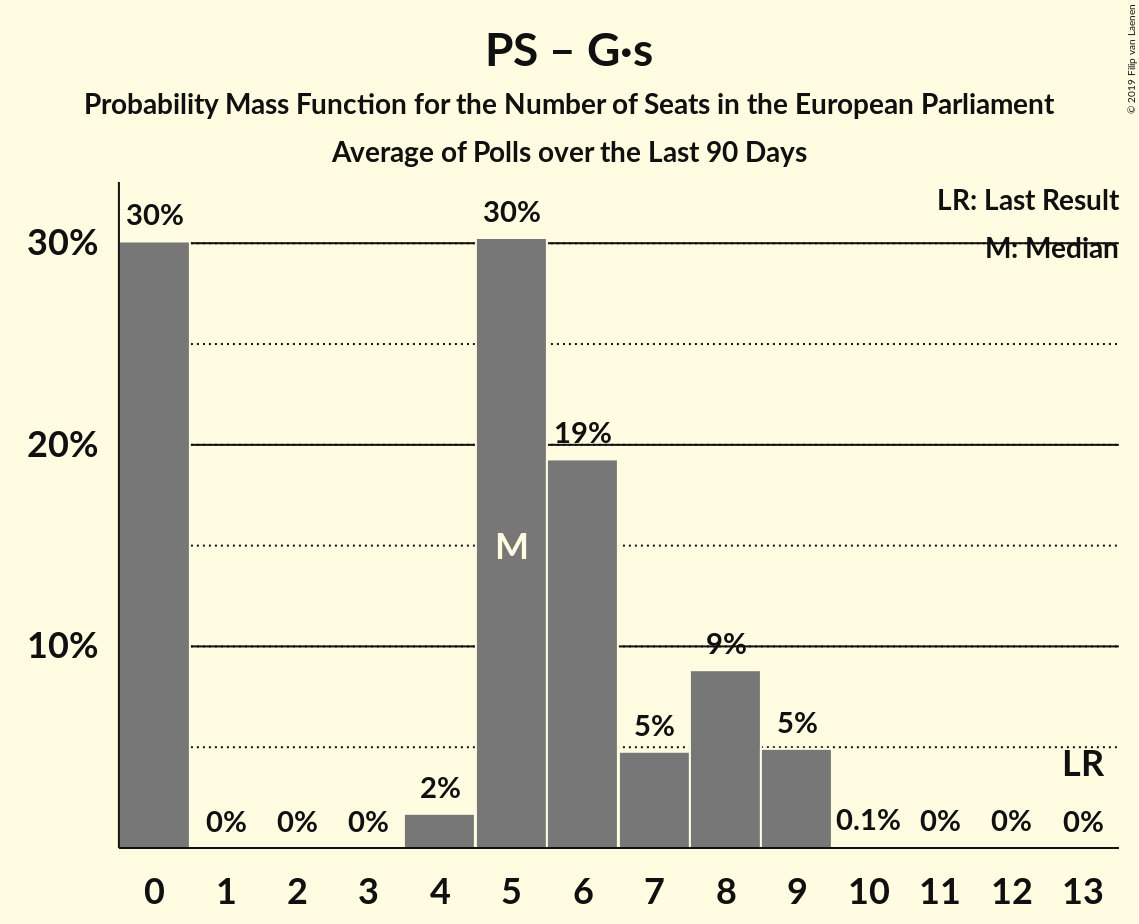 PS – G·s
Probability Mass Function for the Number of Seats in the European Parliament
Average of Polls over the Last 90 Days
© 2019 Filip van Laenen
LR: Last Result
M: Median
30%
20%
10%
30%
0%
0%
0%
2%
30%
19%
5%
9%
5%
0.1%
0%
0%
0%
M
LR
0 1 2 3 4 5 6 7 8 9 10 11 12 13